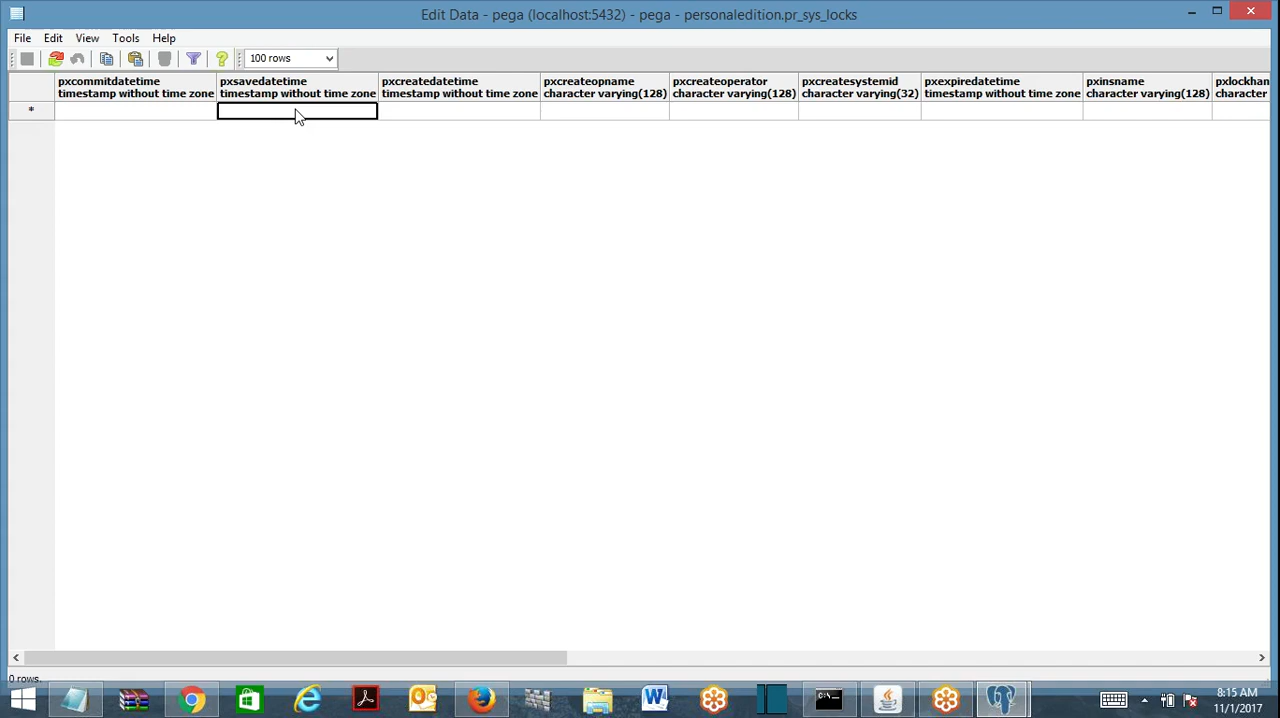 Edit Data - pega (localhost:5432) - pega - personaledition.pr_sys_locks
File Edit View Tools Help
100 rows
pxcommitdatetime pxsavedatetime pxcreatedatetime pxcreateopname pxcreateoperator pxcreatesystemid pxexpiredatetime pxinsname pxlockhan
timestamp without time zone timestamp without time zone timestamp without time zone character varying(128) character varying(128) character varying(32) timestamp without time zone character varying(128) character
*
0 rows.
8:15 AM
11/1/2017